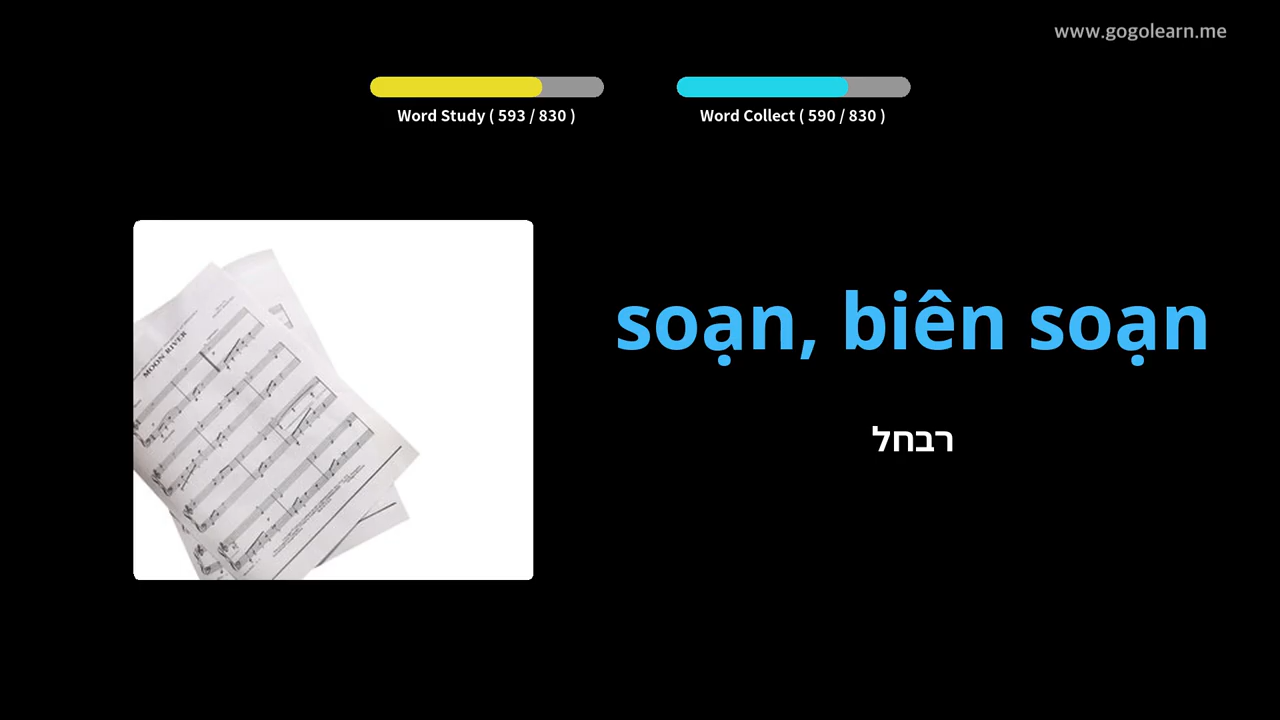 www.gogolearn.me
Word Study ( 593 / 830 )
Word Collect ( 590 / 830 )
MOON RIVER
soạn, biên soạn
רבחל